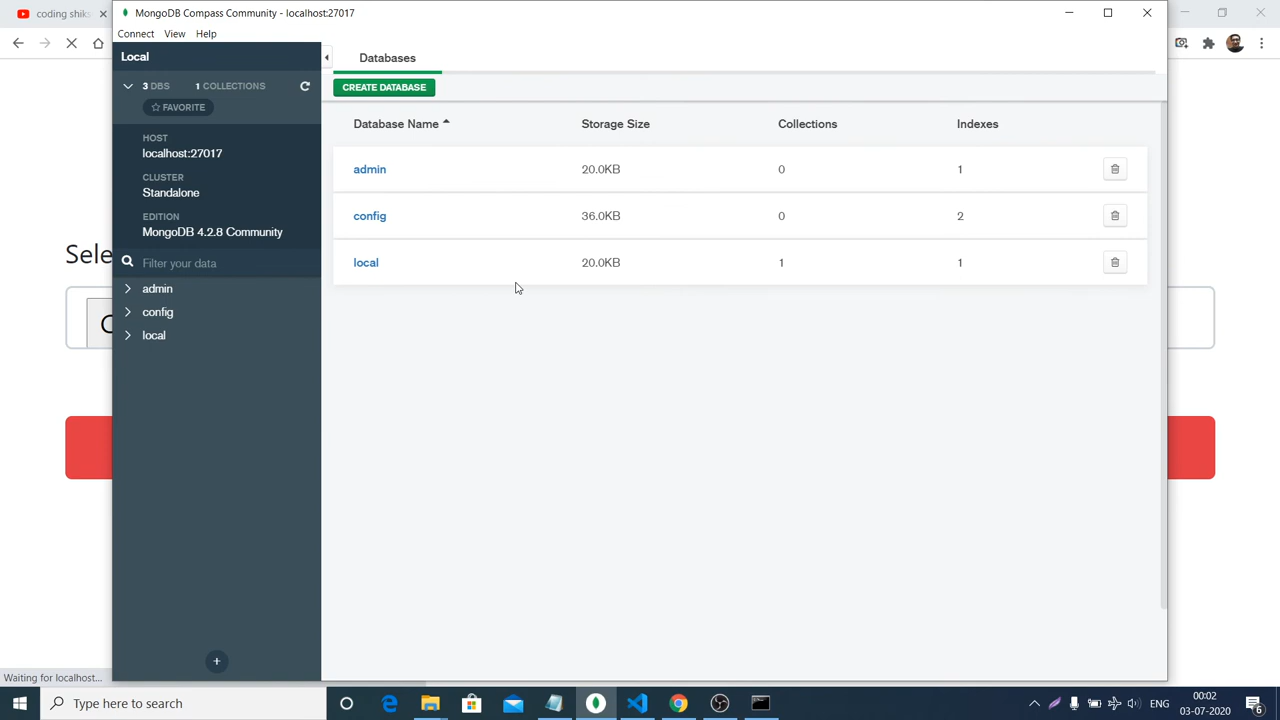 coding shik
MongoDB Compass Community - localhost:27017
Connect View Help
Local
Databases
3 DBS 1 COLLECTIONS
FAVORITE
CREATE DATABASE
HOST
localhost:27017
CLUSTER
Standalone
EDITION
MongoDB 4.2.8 Community
Filter your data
admin
config
local
Database Name Storage Size Collections Indexes
admin 20.0KB 0 1
config 36.0KB 0 2
local 20.0KB 1 1
Sele
C
Waiting for localhost...
Type here to search
ENG
00:02
03-07-2020
6